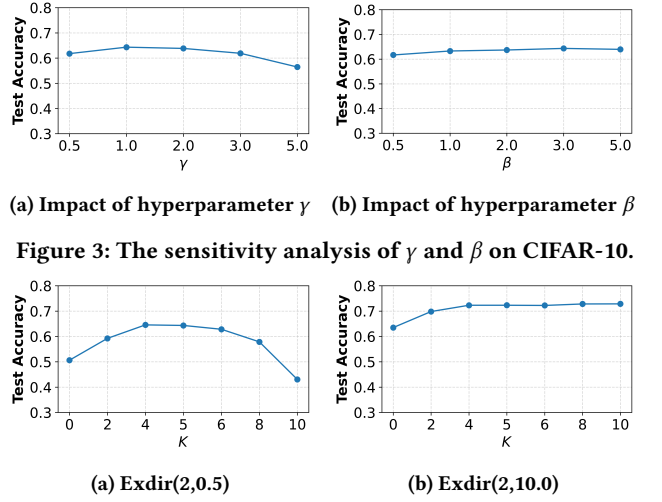 0.8
0.7
0.6
0.5
0.4
0.3
Test Accuracy
0.5 1.0 2.0 3.0 5.0
γ
0.8
0.7
0.6
0.5
0.4
0.3
Test Accuracy
0.5 1.0 2.0 3.0 5.0
β
(a) Impact of hyperparameter γ
(b) Impact of hyperparameter β
Figure 3: The sensitivity analysis of γ and β on CIFAR-10.
0.8
0.7
0.6
0.5
0.4
0.3
Test Accuracy
0 2 4 5 6 8 10
K
0.8
0.7
0.6
0.5
0.4
0.3
Test Accuracy
0 2 4 5 6 8 10
K
(a) Exdir(2,0.5)
(b) Exdir(2,10.0)